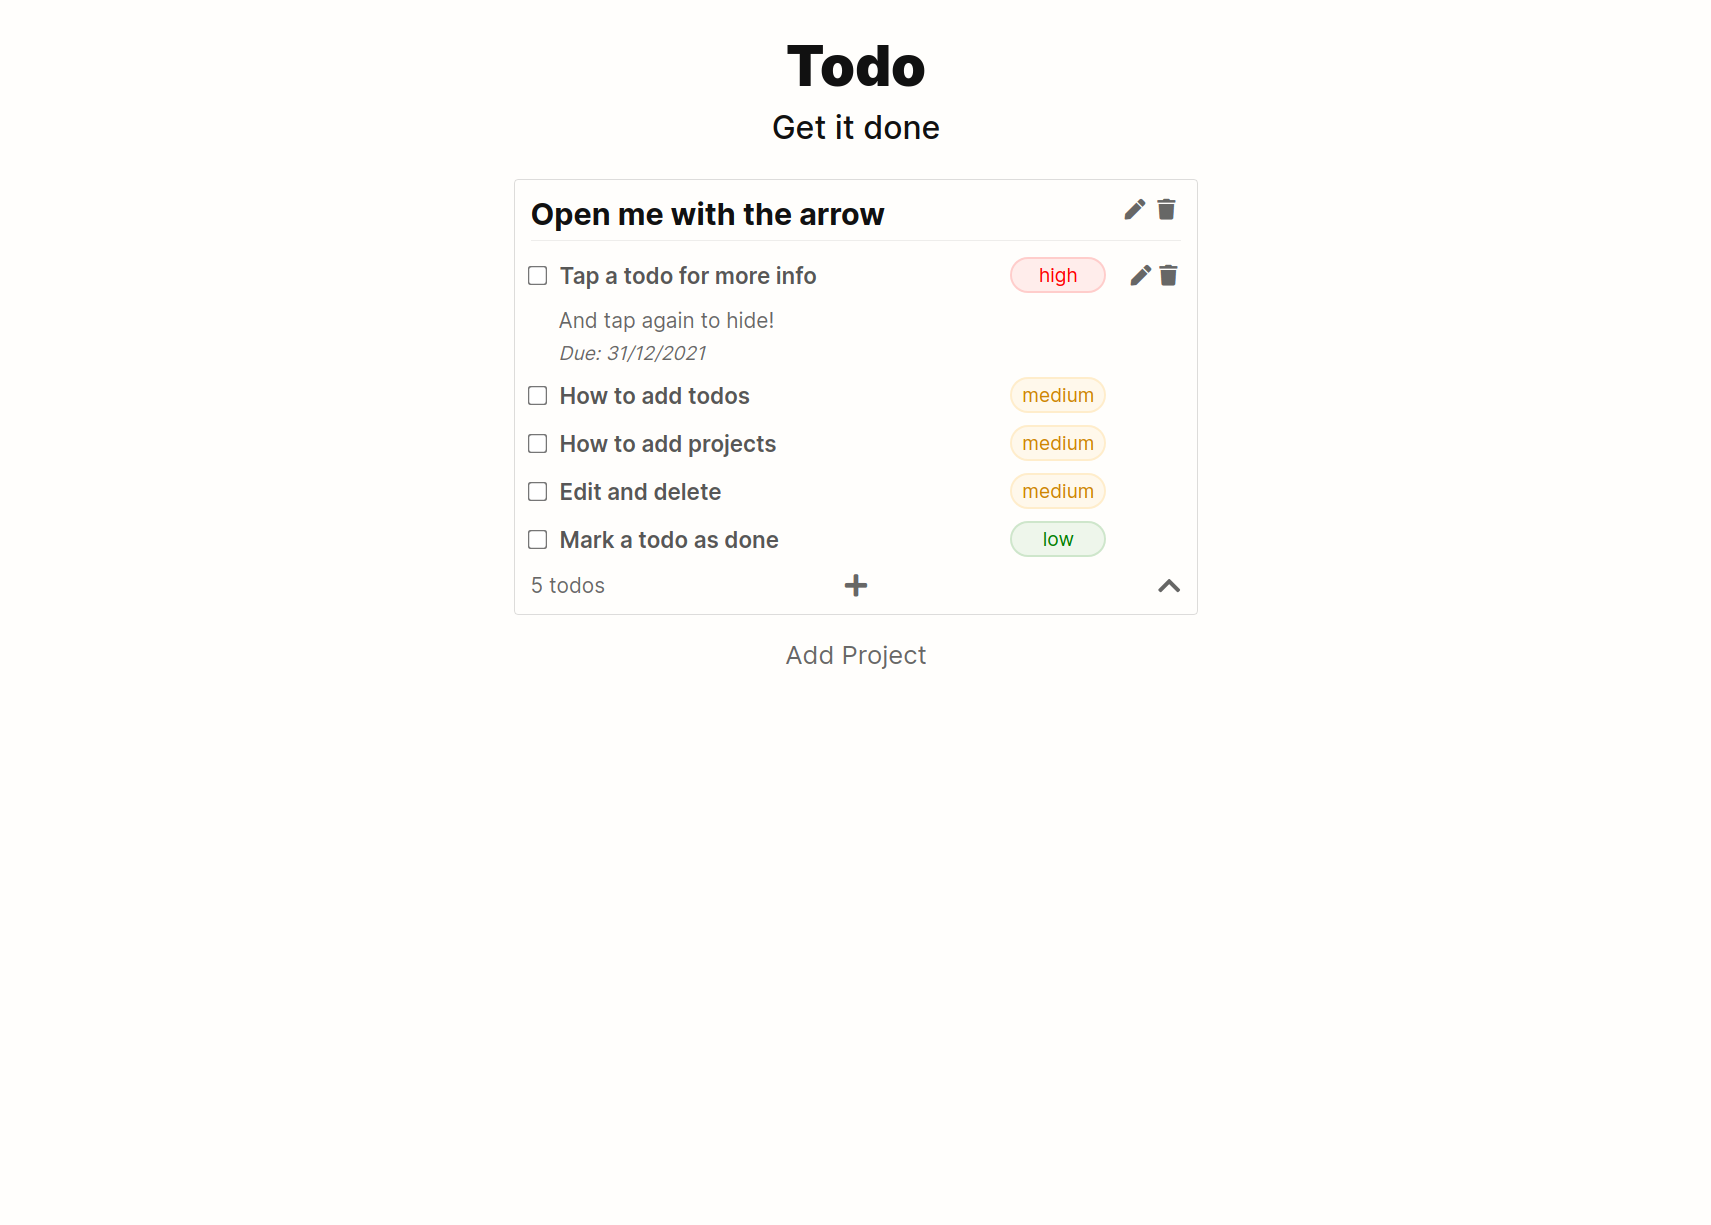 Todo
Get it done
Open me with the arrow
Tap a todo for more info high
And tap again to hide!
Due: 31/12/2021
How to add todos medium
How to add projects medium
Edit and delete medium
Mark a todo as done low
5 todos
Add Project